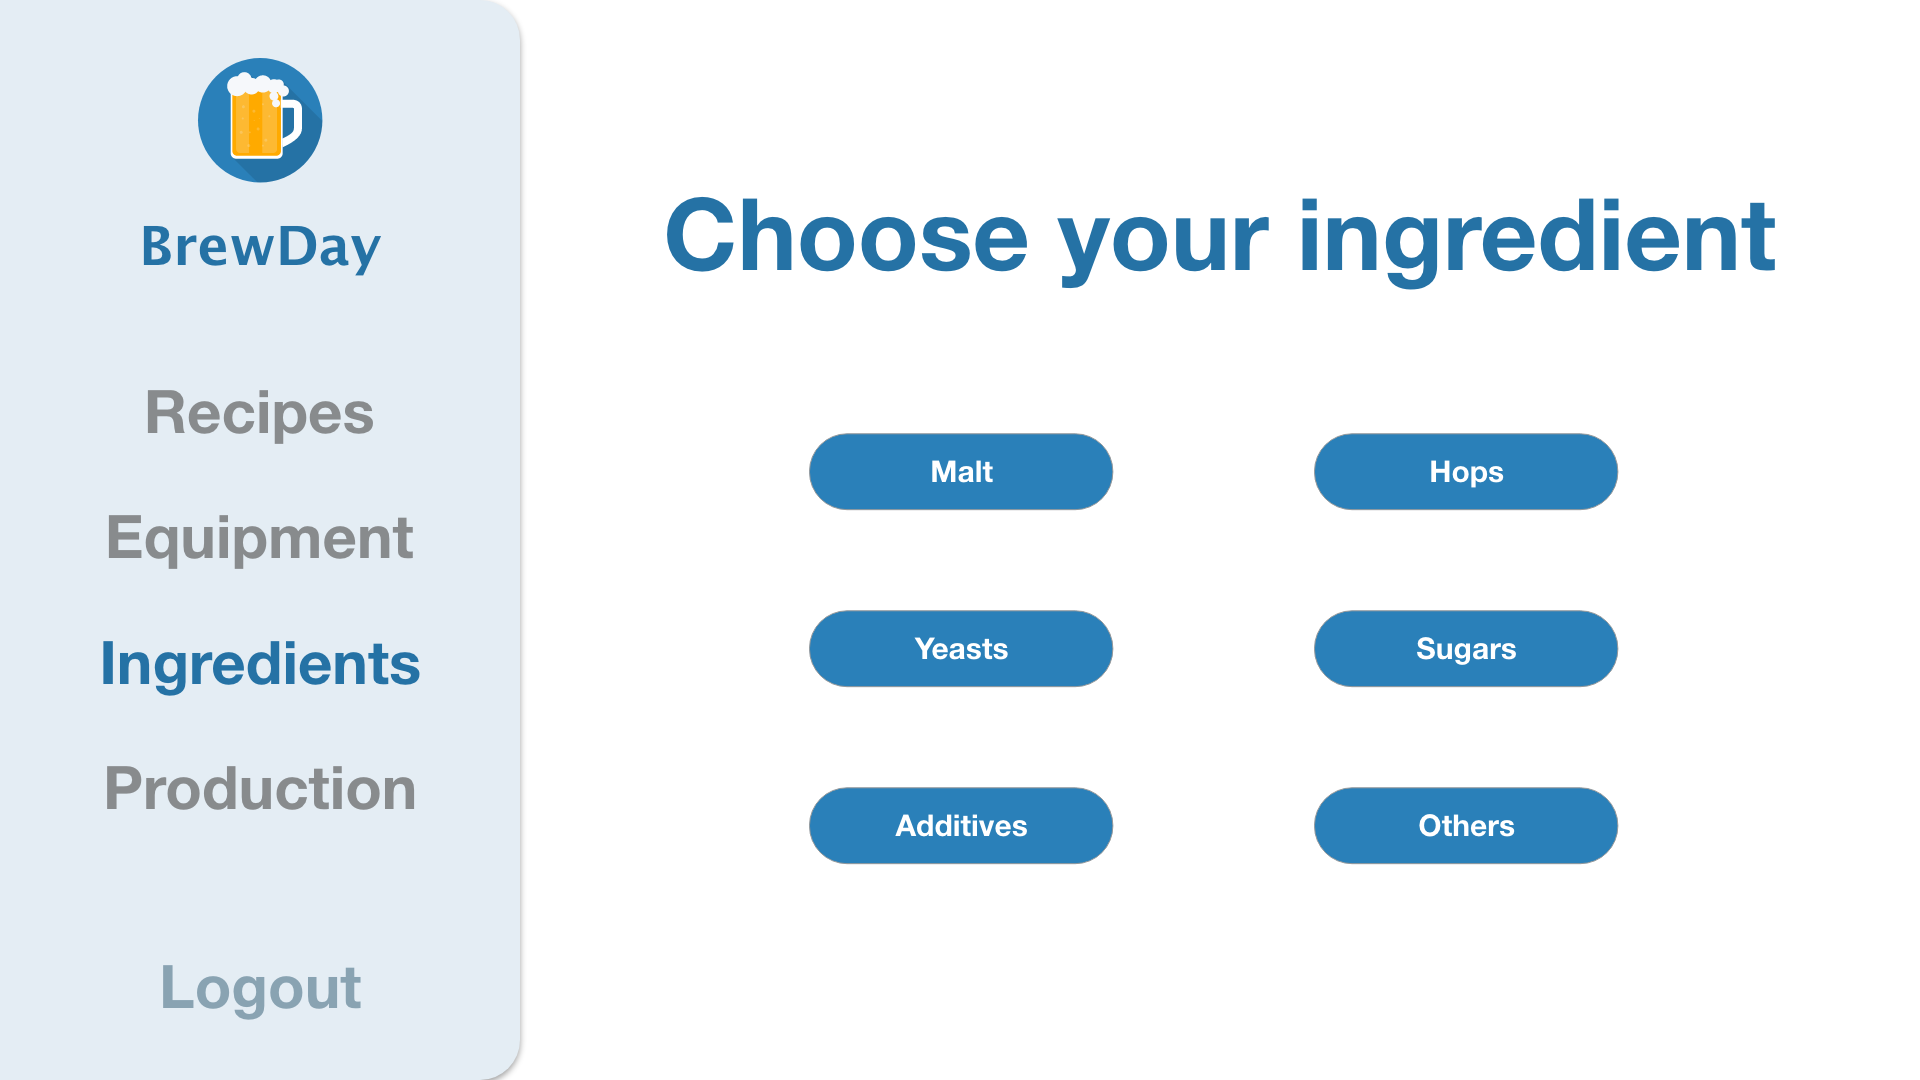 BrewDay
Recipes
Equipment
Ingredients
Production
Logout
Choose your ingredient
Malt
Hops
Yeasts
Sugars
Additives
Others